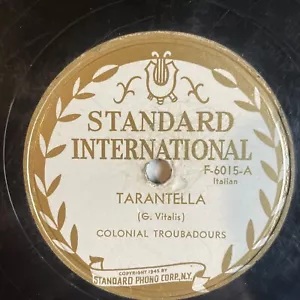 STANDARD
INTERNATIONAL
F-6015-A
Italian
TARANTELLA
(G. Vitalis)
COLONIAL TROUBADOURS
COPYRIGHT 1945 BY
STANDARD PHONO CORP., N.Y.